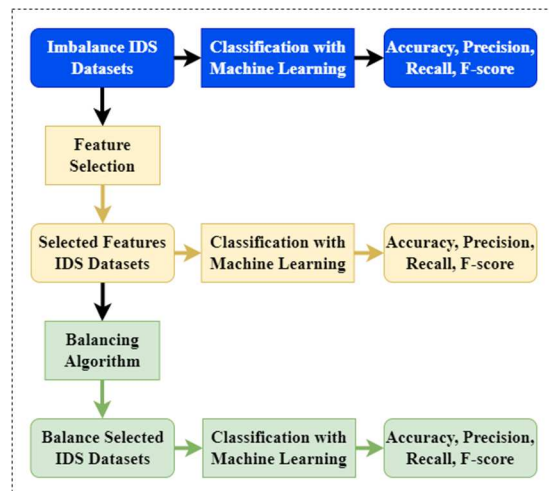 Imbalance IDS
Datasets
Classification with
Machine Learning
Accuracy, Precision,
Recall, F-score
Feature
Selection
Selected Features
IDS Datasets
Classification with
Machine Learning
Accuracy, Precision,
Recall, F-score
Balancing
Algorithm
Balance Selected
IDS Datasets
Classification with
Machine Learning
Accuracy, Precision,
Recall, F-score